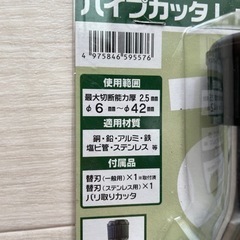 パイプカッタ L
4 975846 595576
使用範囲
最大切断能力厚 2.5mm
φ6mm～φ42mm
適用材質
銅・鉛・アルミ・鉄
塩ビ管・ステンレス 等
付属品
替刃(一般用)×1※取付済
替刃(ステンレス用)×1
バリ取りカッタ